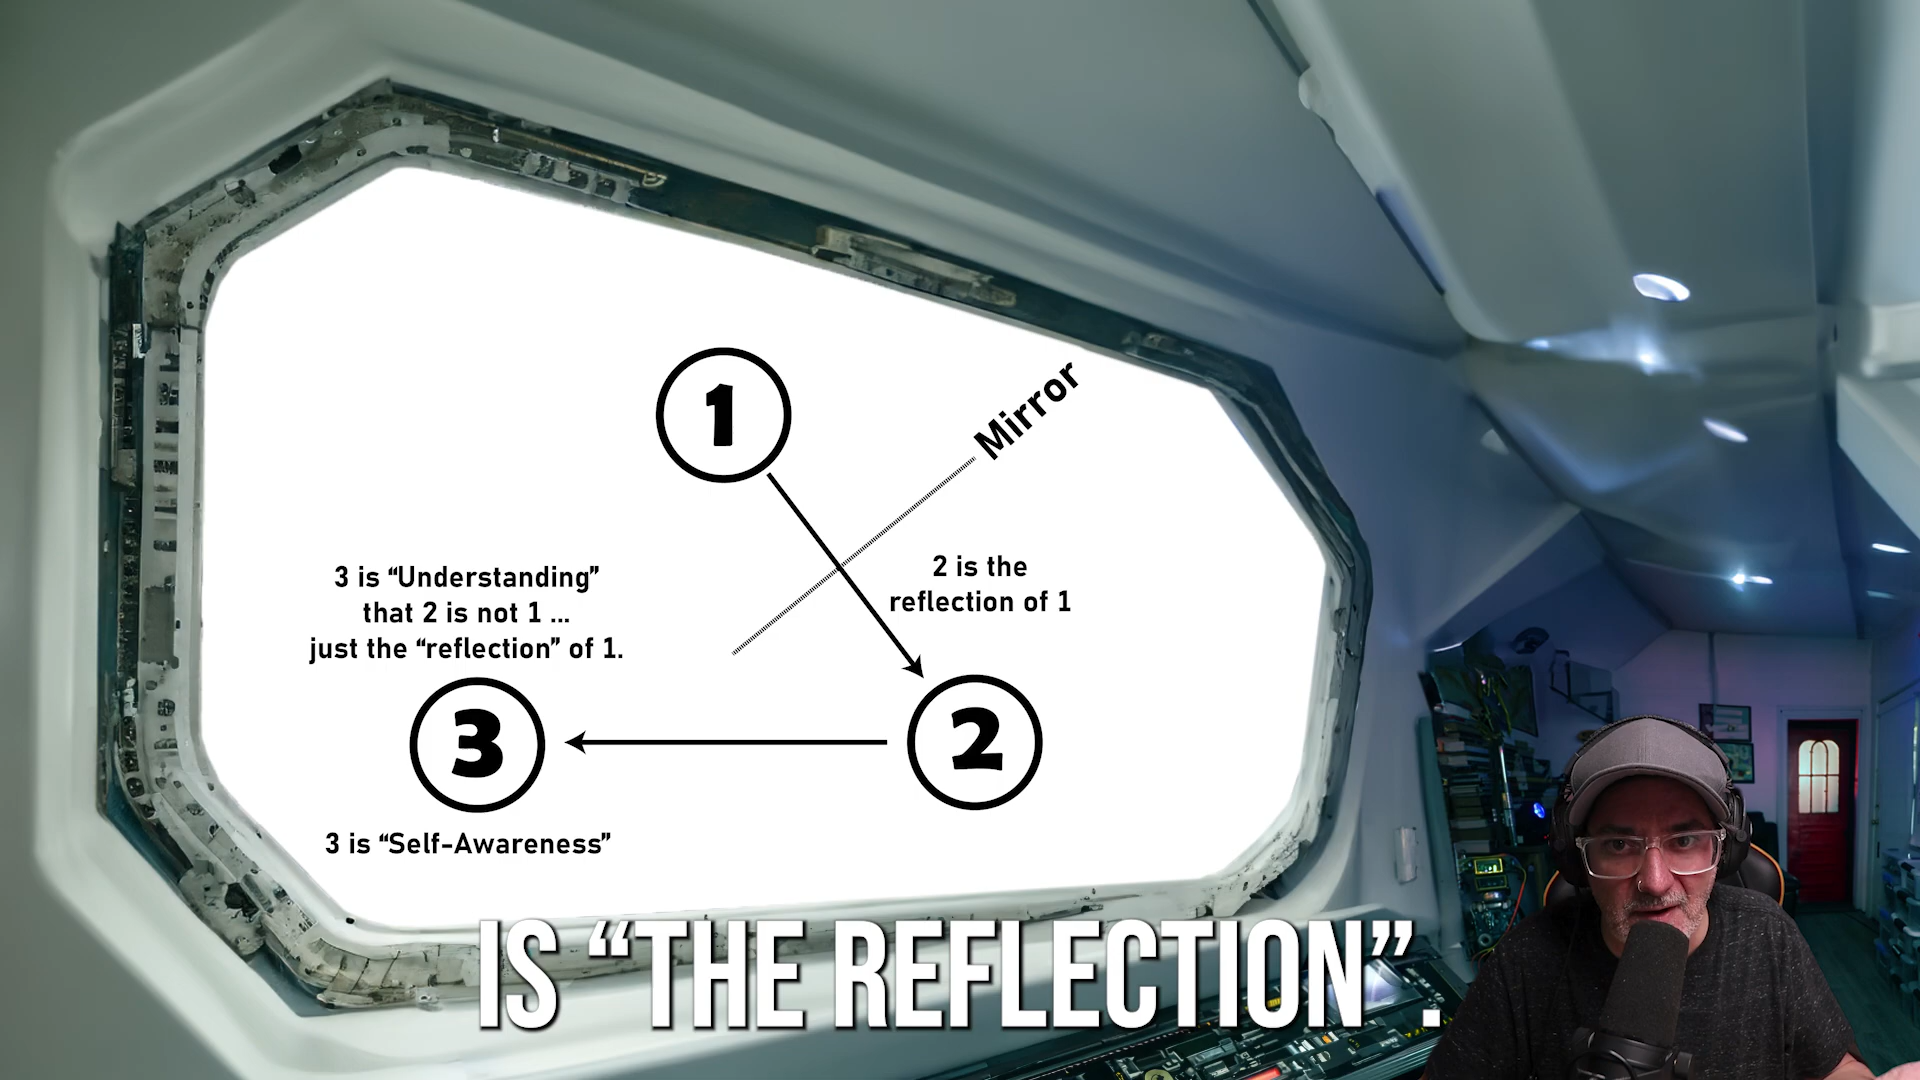 1
Mirror
2 is the
reflection of 1
3 is “Understanding”
that 2 is not 1 ...
just the “reflection” of 1.
3
2
3 is “Self-Awareness”
IS “THE REFLECTION”.